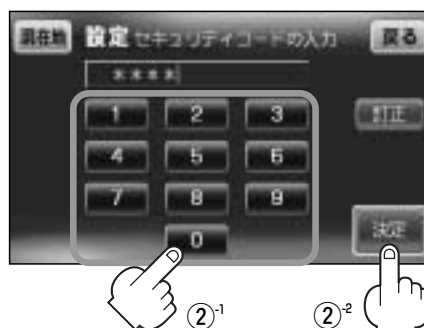 現在地 設定 セキュリティコードの入力 戻る
****
1 2 3 訂正
4 5 6
7 8 9
0 決定
②-1 ②-2